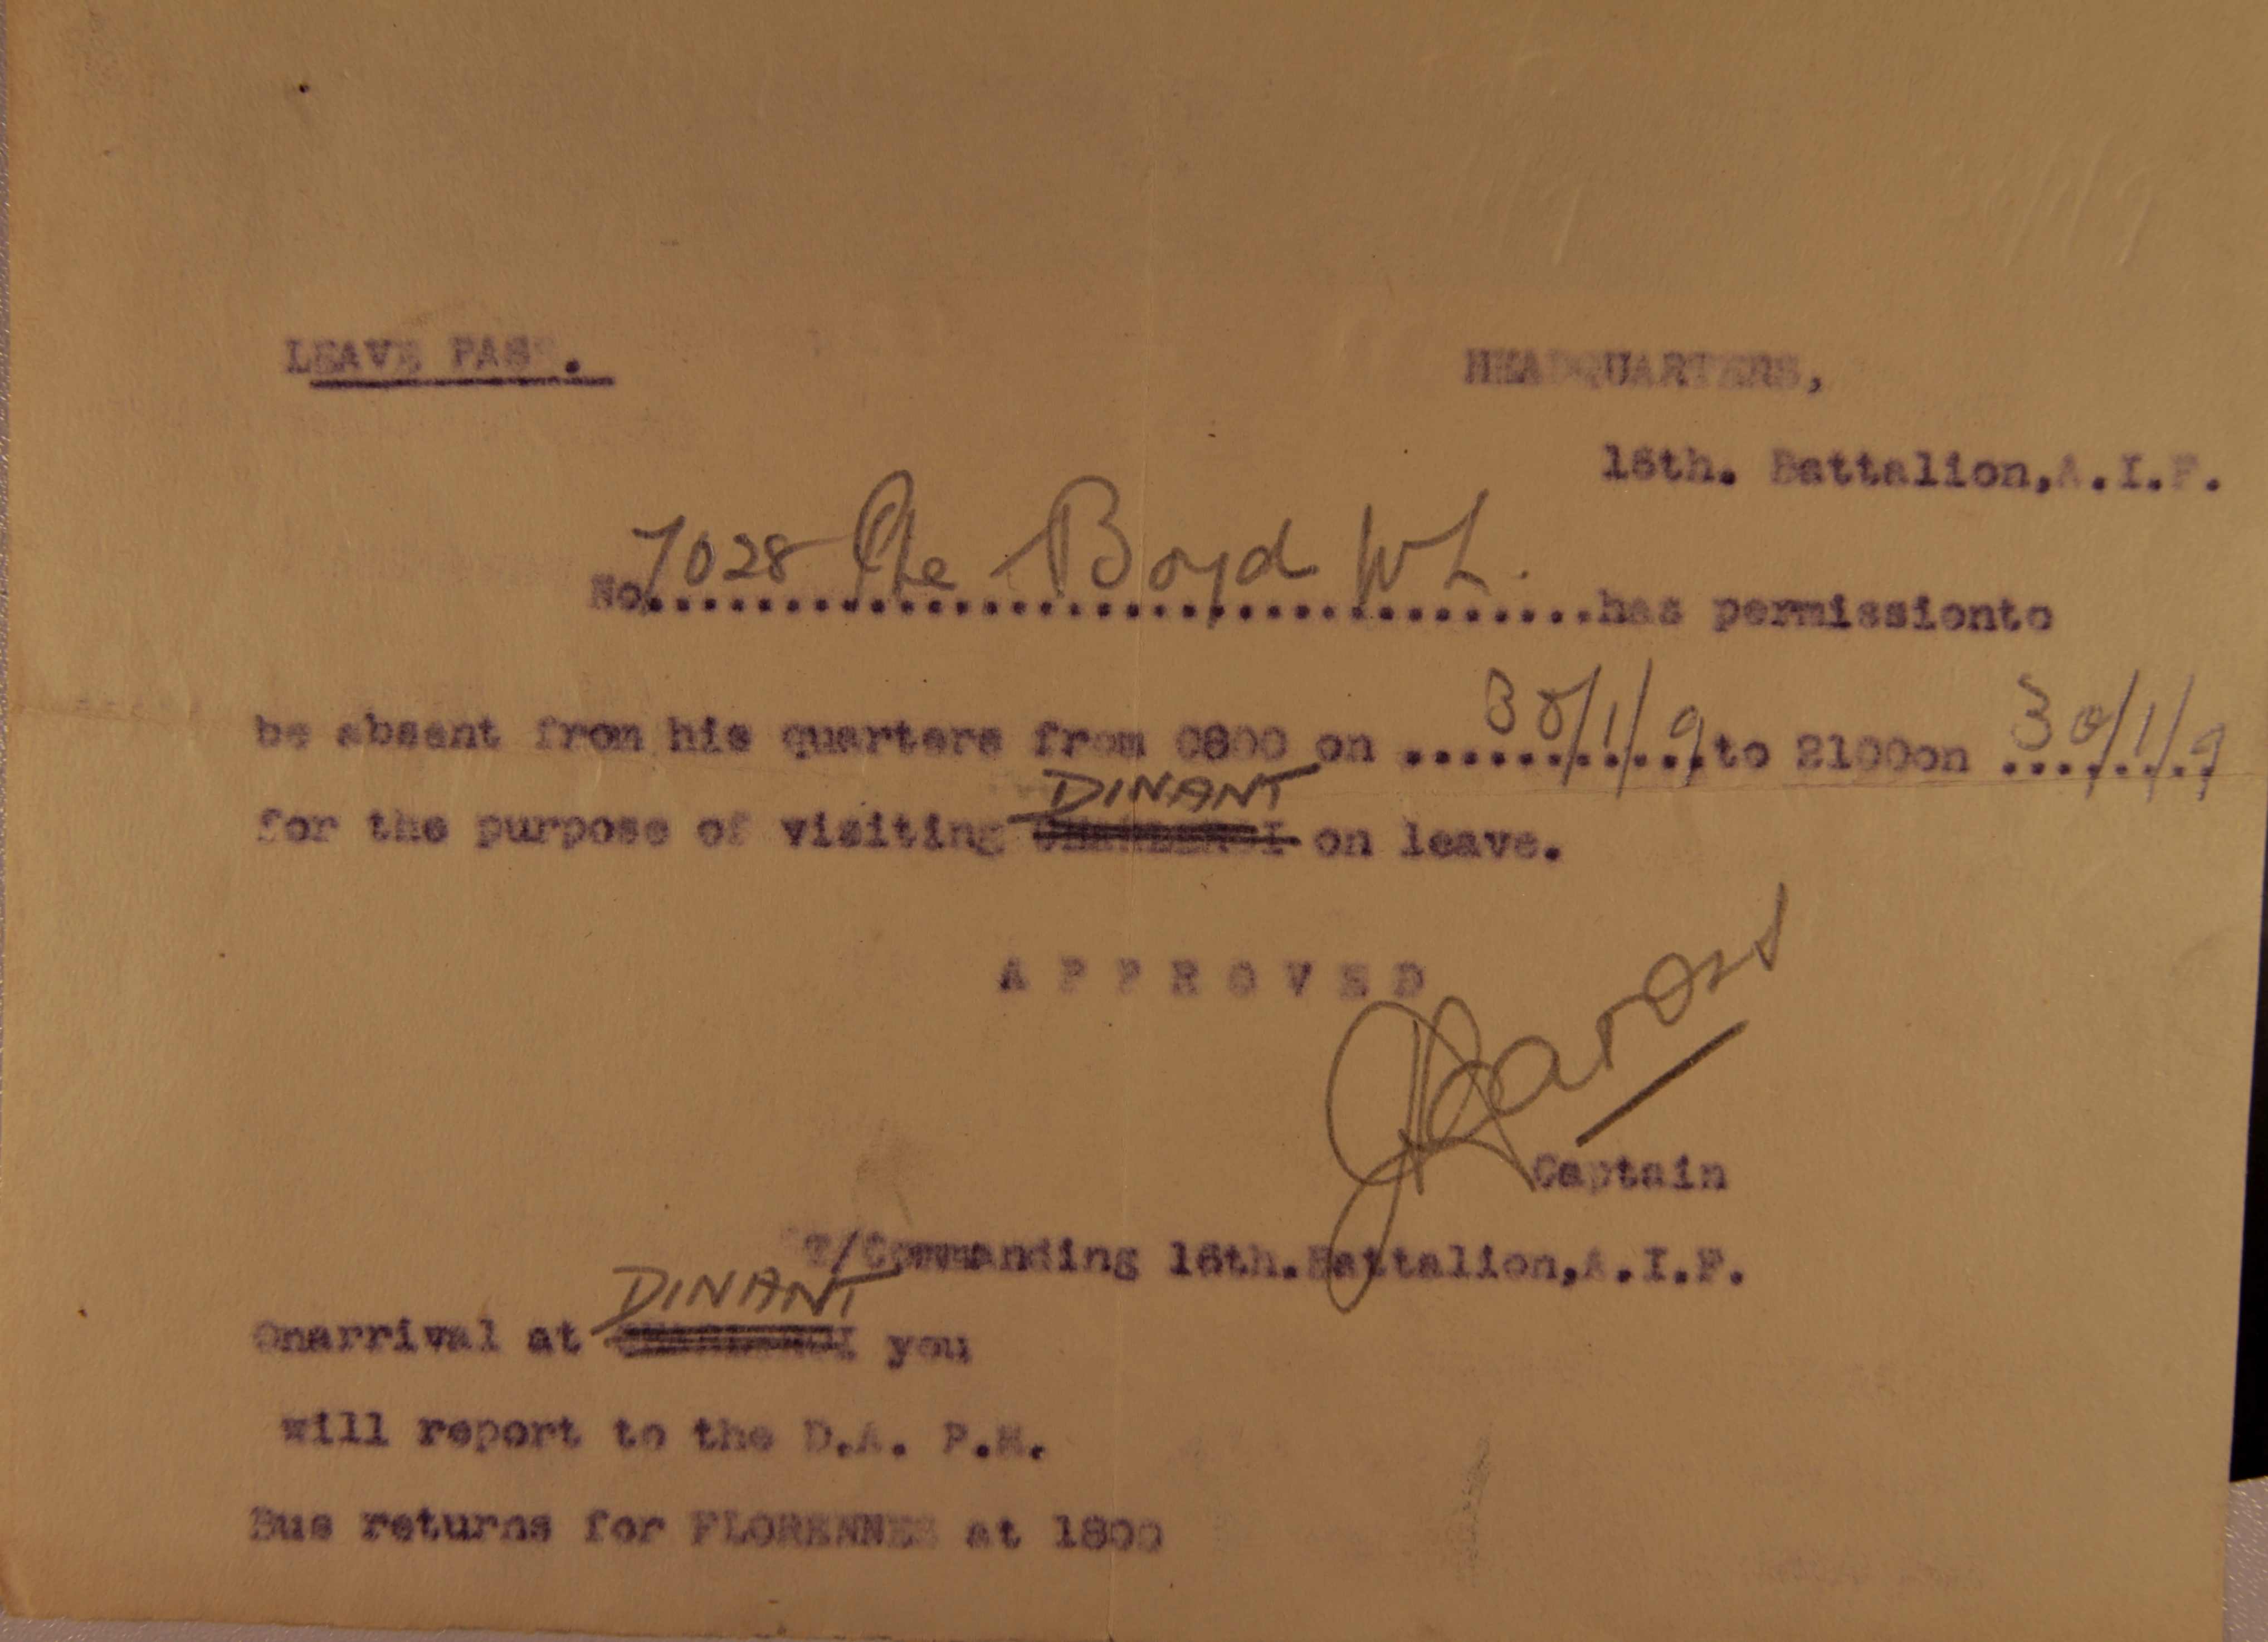 LEAVE PASS.
HEADQUARTERS,
16th. Battalion,A.I.F.
No 7028 Pte Boyd W L. has permissionto
be absent from his quarters from 0800 on 30/1/9 to 2100on 30/1/9
DINANT
for the purpose of visiting CHARLEROI on leave.
A P P R O V E D
Captain
T/Commanding 16th.Battalion,A.I.F.
DINANT
Onarrival at CHARLEROI you
will report to the D.A. P.M.
Bus returns for FLORENNES at 1800